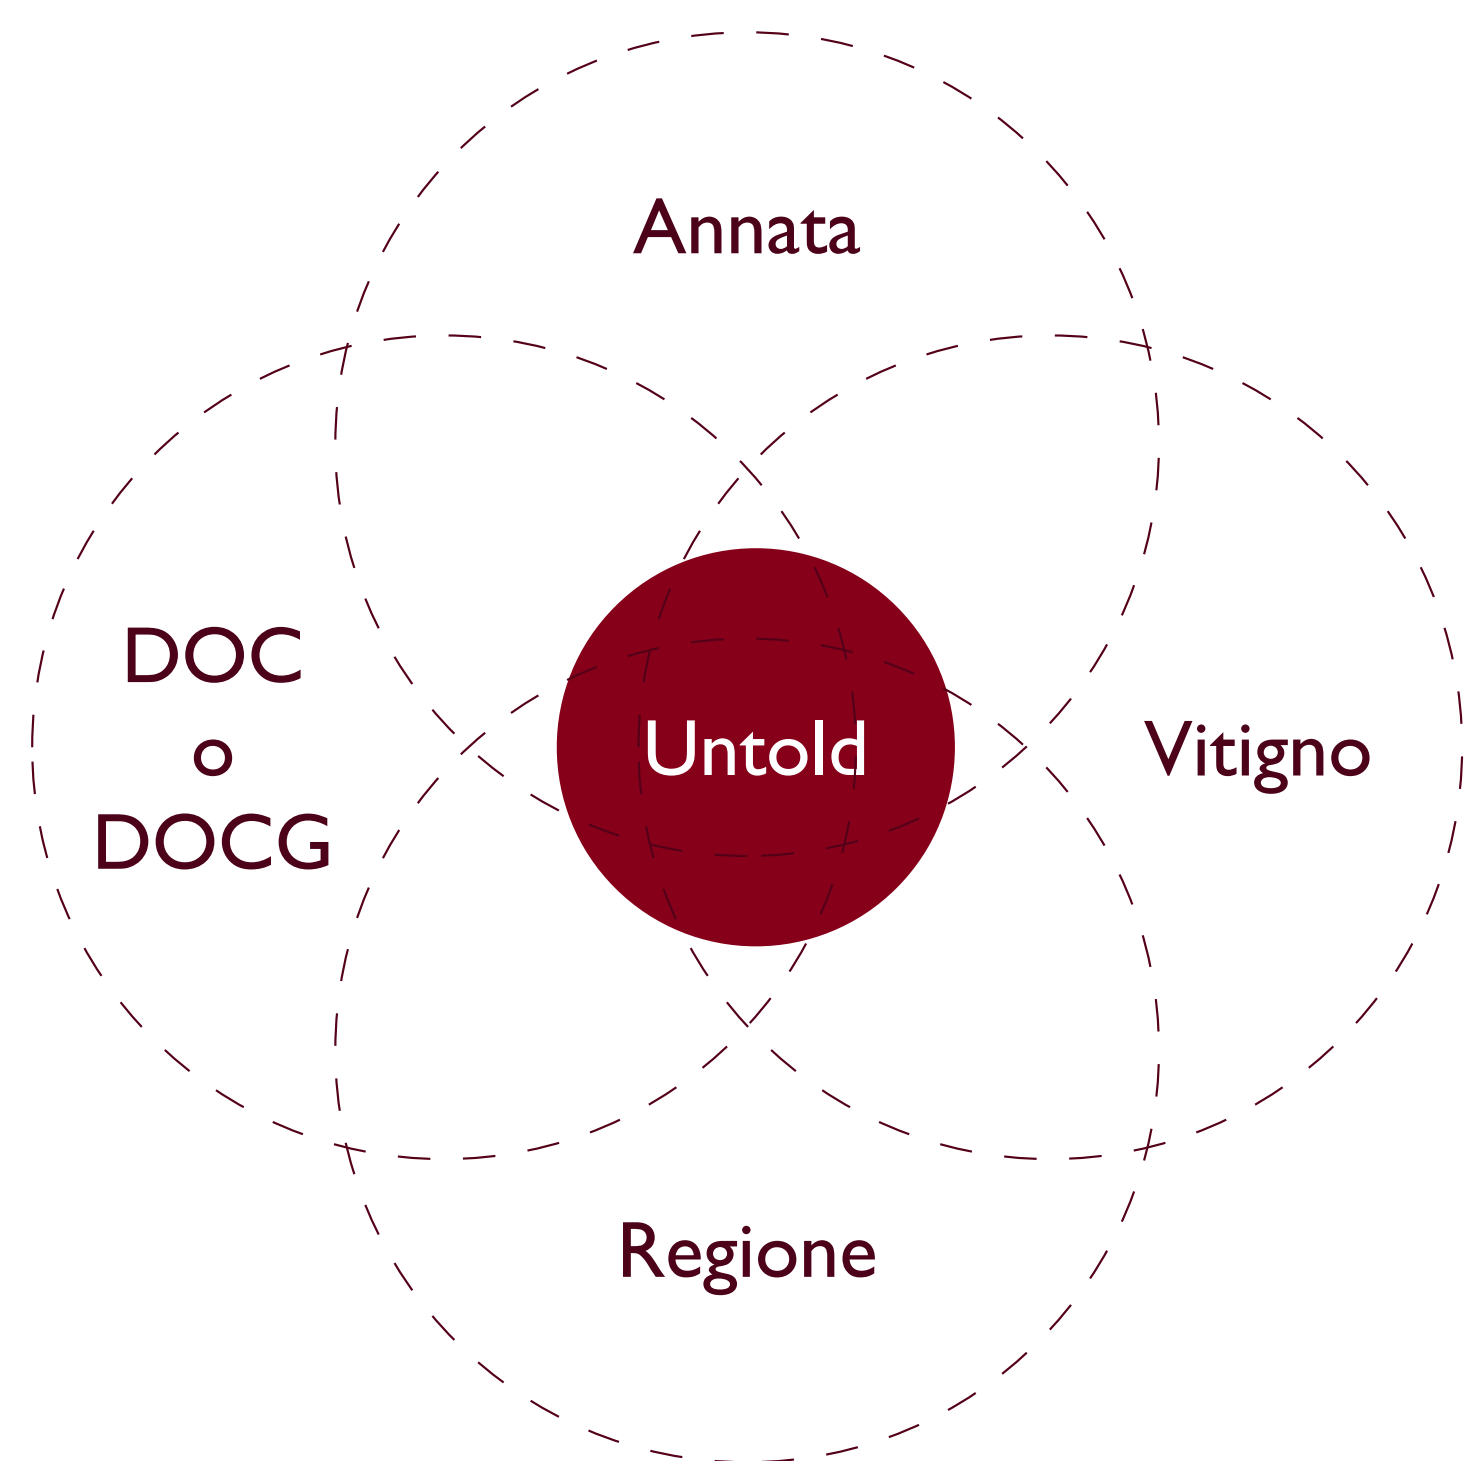 Annata
DOC
o
DOCG
Untold
Vitigno
Regione